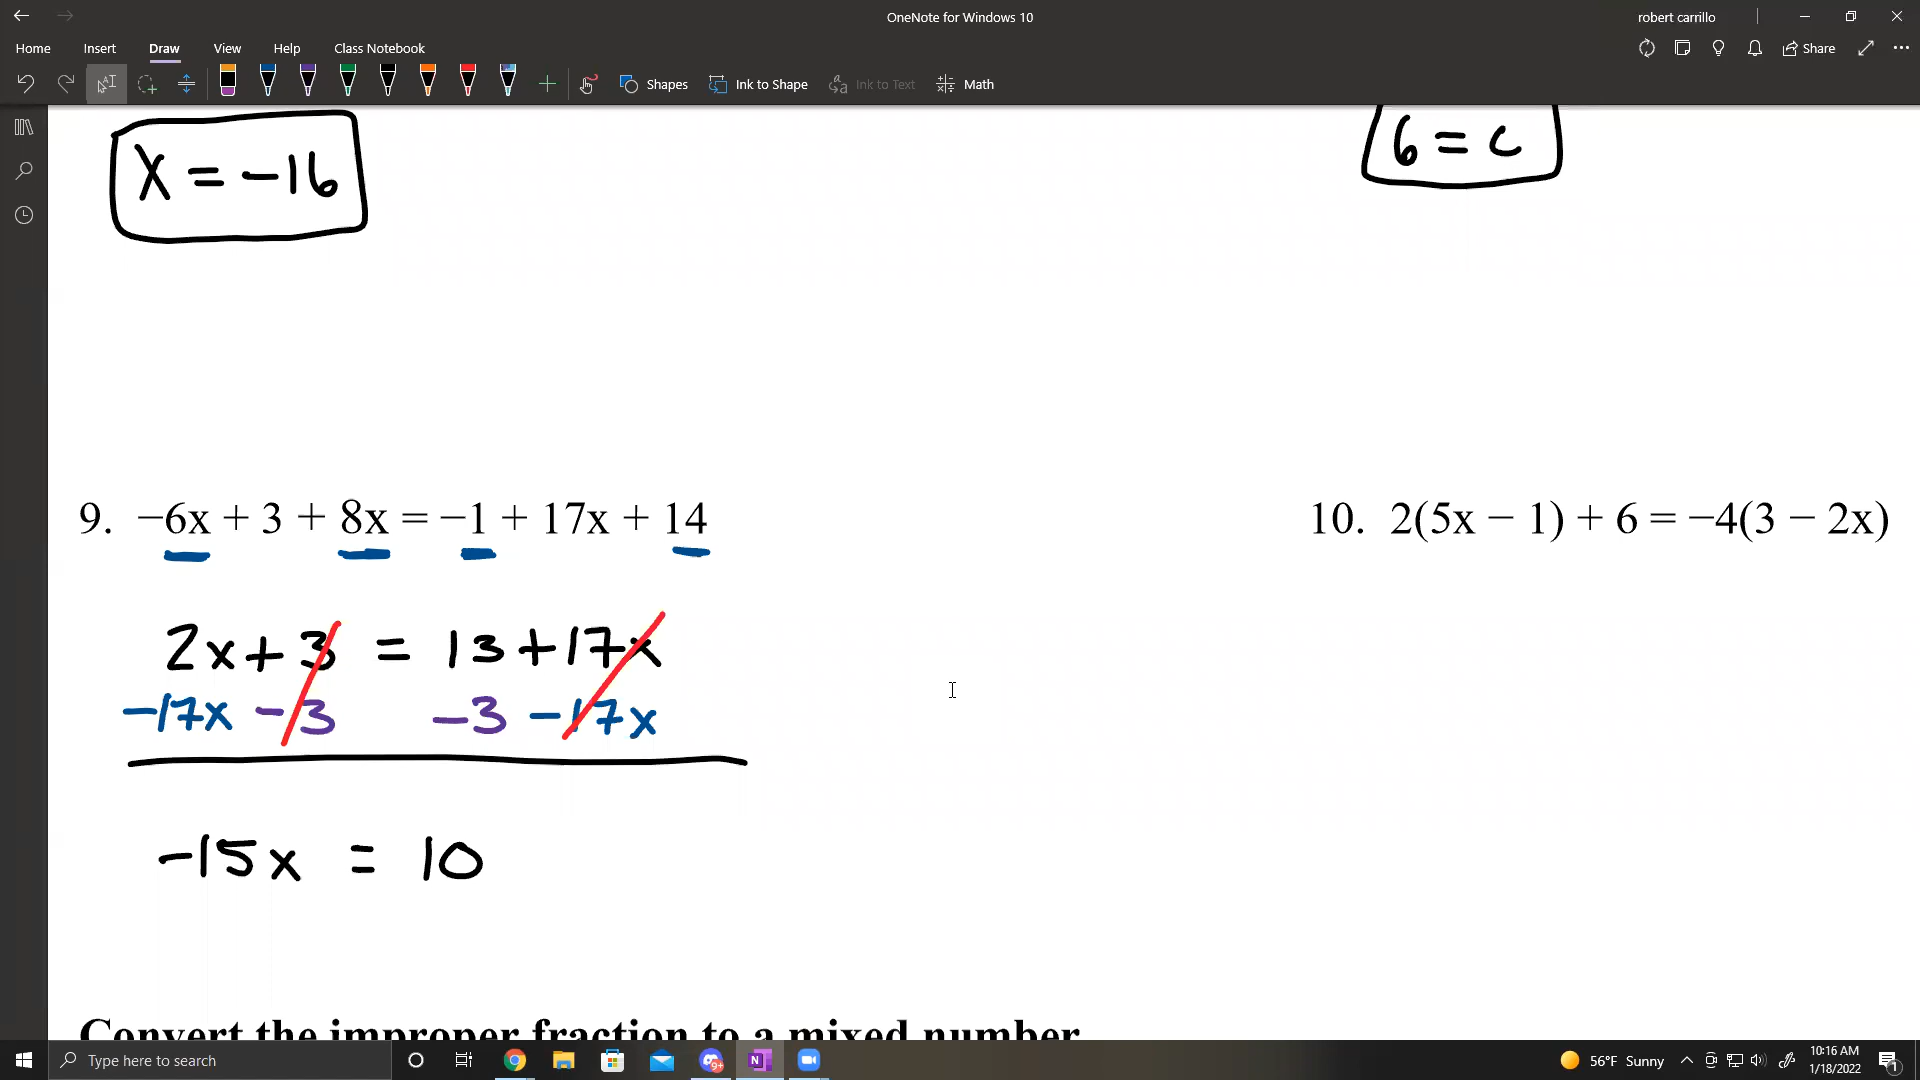 OneNote for Windows 10
robert carrillo
Home Insert Draw View Help Class Notebook
Share
Shapes Ink to Shape Ink to Text Math
X = -16
6 = c
9. −6x + 3 + 8x = −1 + 17x + 14
10. 2(5x − 1) + 6 = −4(3 − 2x)
2x + 3 = 13 + 17x
-17x - 3 -3 -17x
-15x = 10
Convert the improper fraction to a mixed number
Type here to search
56°F Sunny
10:16 AM
1/18/2022